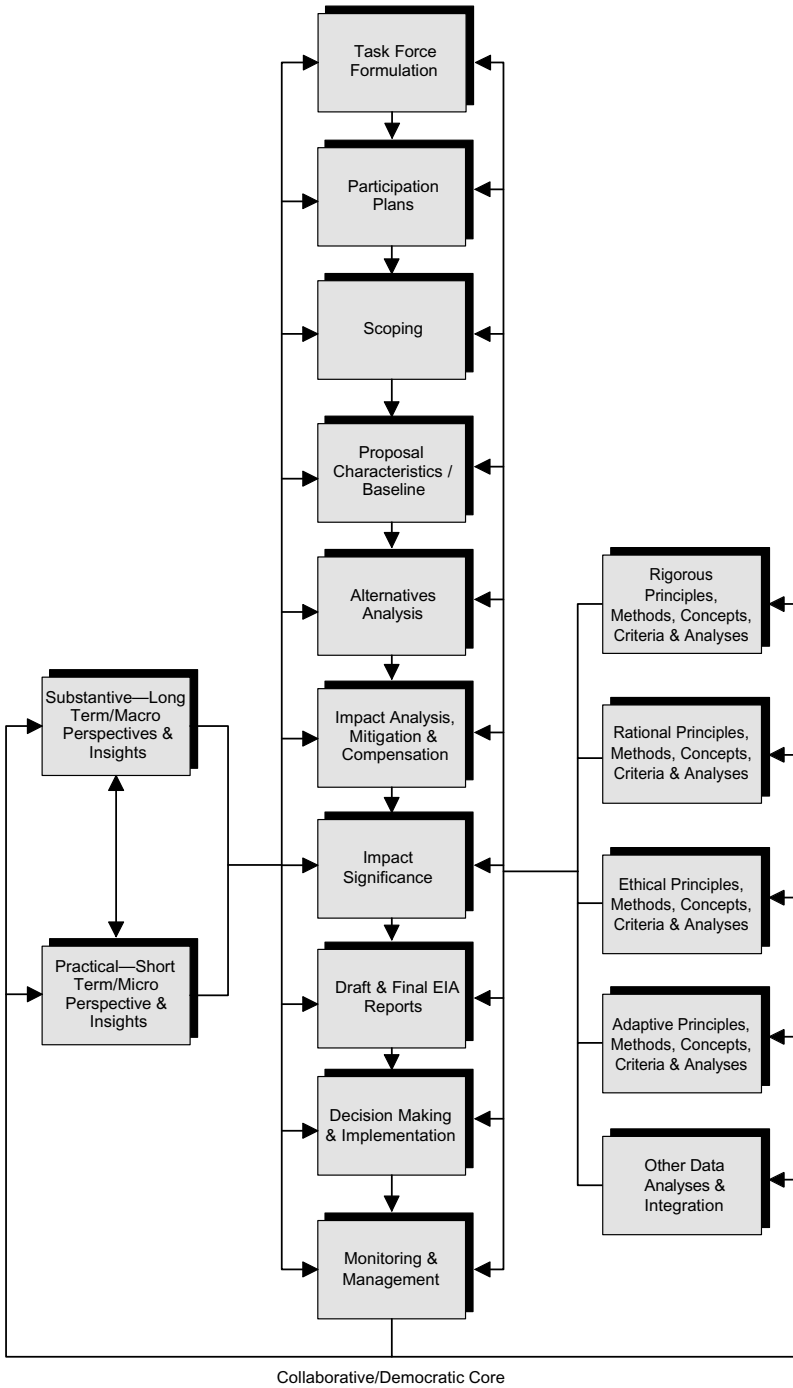 Task Force
Formulation
Participation
Plans
Scoping
Proposal
Characteristics /
Baseline
Alternatives
Analysis
Impact Analysis,
Mitigation &
Compensation
Impact
Significance
Draft & Final EIA
Reports
Decision Making
& Implementation
Monitoring &
Management
Substantive—Long
Term/Macro
Perspectives &
Insights
Practical—Short
Term/Micro
Perspective &
Insights
Rigorous
Principles,
Methods, Concepts,
Criteria & Analyses
Rational Principles,
Methods, Concepts,
Criteria & Analyses
Ethical Principles,
Methods, Concepts,
Criteria & Analyses
Adaptive Principles,
Methods, Concepts,
Criteria & Analyses
Other Data
Analyses &
Integration
Collaborative/Democratic Core